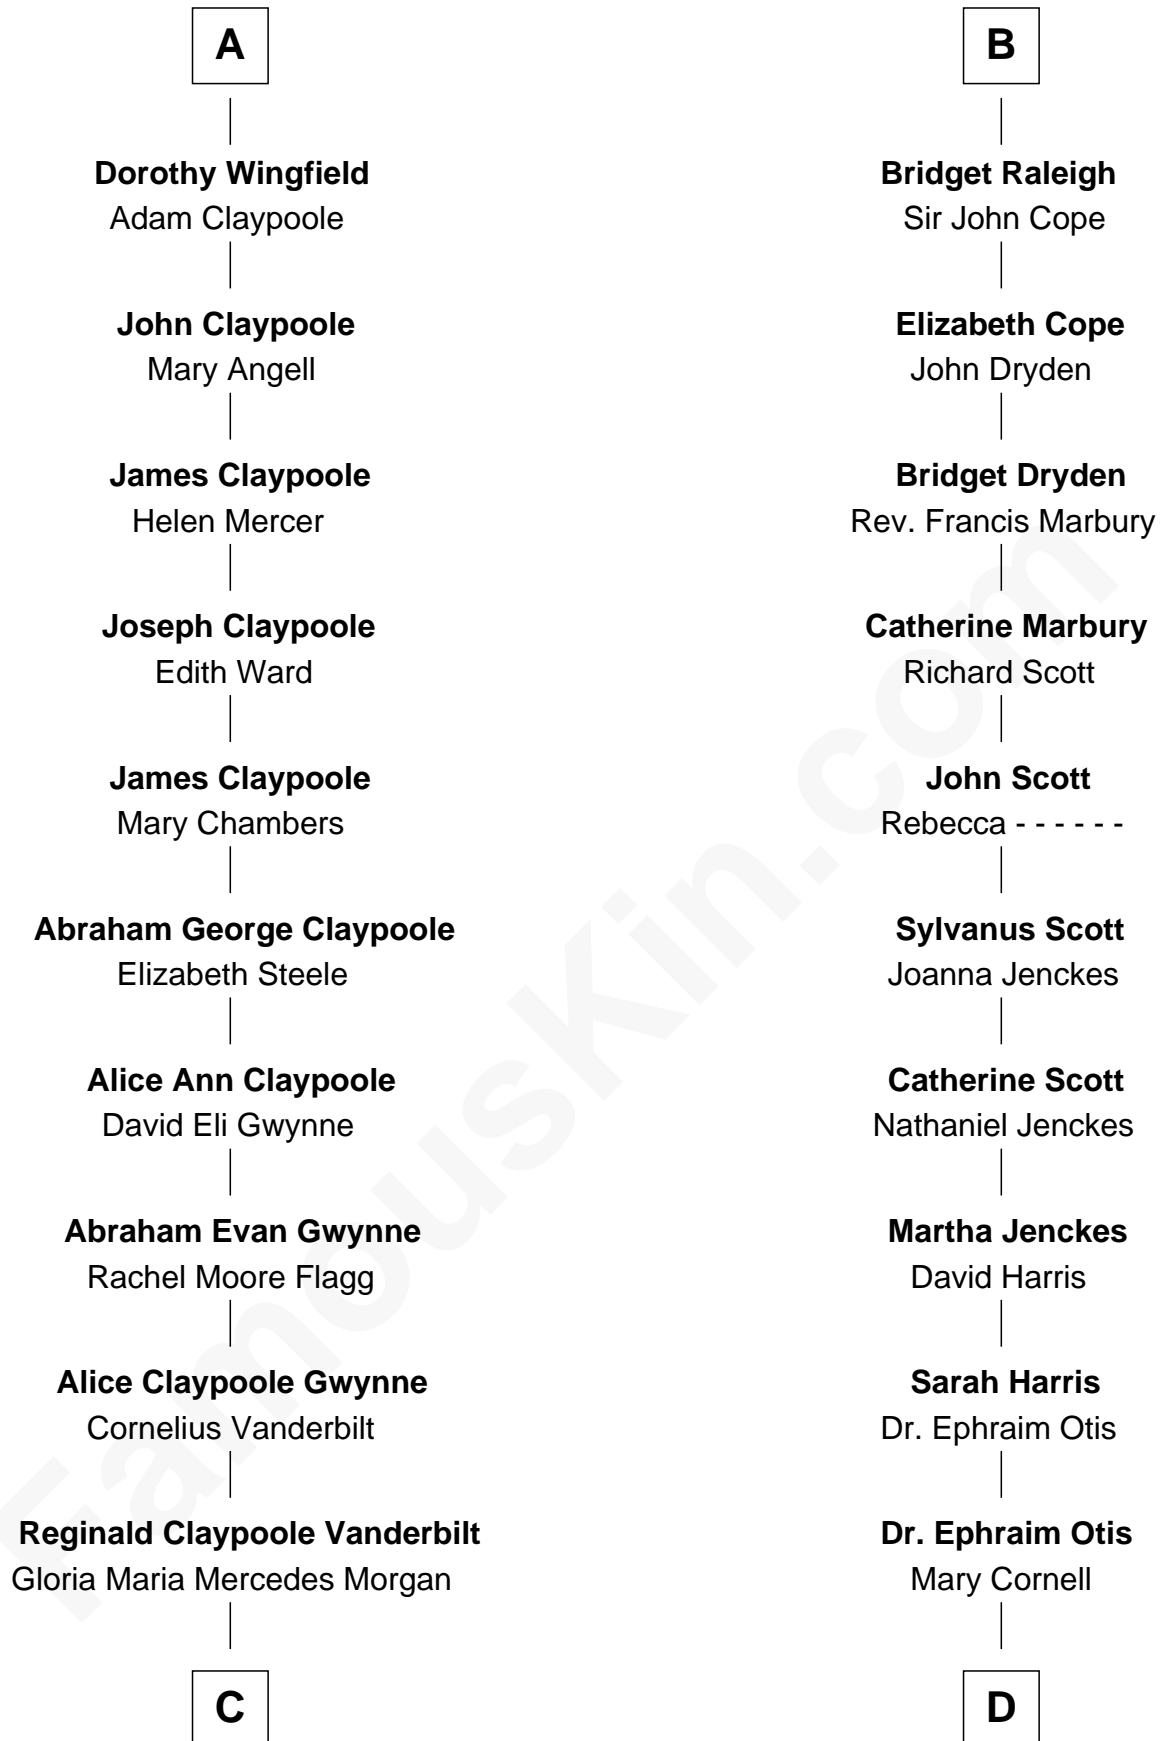 A
Dorothy Wingfield
Adam Claypoole
John Claypoole
Mary Angell
James Claypoole
Helen Mercer
Joseph Claypoole
Edith Ward
James Claypoole
Mary Chambers
Abraham George Claypoole
Elizabeth Steele
Alice Ann Claypoole
David Eli Gwynne
Abraham Evan Gwynne
Rachel Moore Flagg
Alice Claypoole Gwynne
Cornelius Vanderbilt
Reginald Claypoole Vanderbilt
Gloria Maria Mercedes Morgan
C
B
Bridget Raleigh
Sir John Cope
Elizabeth Cope
John Dryden
Bridget Dryden
Rev. Francis Marbury
Catherine Marbury
Richard Scott
John Scott
Rebecca - - - - - -
Sylvanus Scott
Joanna Jenckes
Catherine Scott
Nathaniel Jenckes
Martha Jenckes
David Harris
Sarah Harris
Dr. Ephraim Otis
Dr. Ephraim Otis
Mary Cornell
D
FamousKin.com